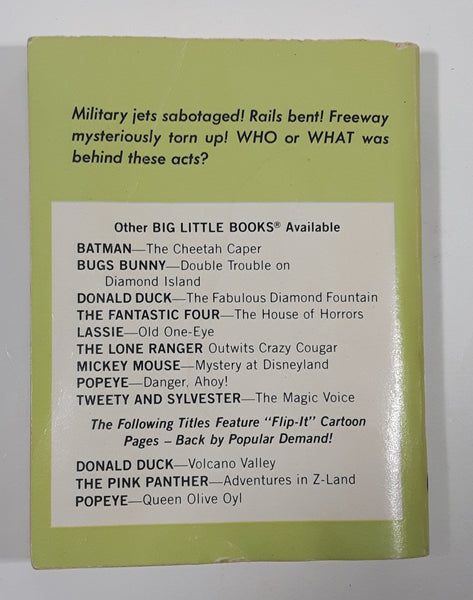 Military jets sabotaged! Rails bent! Freeway
mysteriously torn up! WHO or WHAT was
behind these acts?
Other BIG LITTLE BOOKS® Available
BATMAN—The Cheetah Caper
BUGS BUNNY—Double Trouble on
Diamond Island
DONALD DUCK—The Fabulous Diamond Fountain
THE FANTASTIC FOUR—The House of Horrors
LASSIE—Old One-Eye
THE LONE RANGER Outwits Crazy Cougar
MICKEY MOUSE—Mystery at Disneyland
POPEYE—Danger, Ahoy!
TWEETY AND SYLVESTER—The Magic Voice
The Following Titles Feature "Flip-It" Cartoon
Pages – Back by Popular Demand!
DONALD DUCK—Volcano Valley
THE PINK PANTHER—Adventures in Z-Land
POPEYE—Queen Olive Oyl